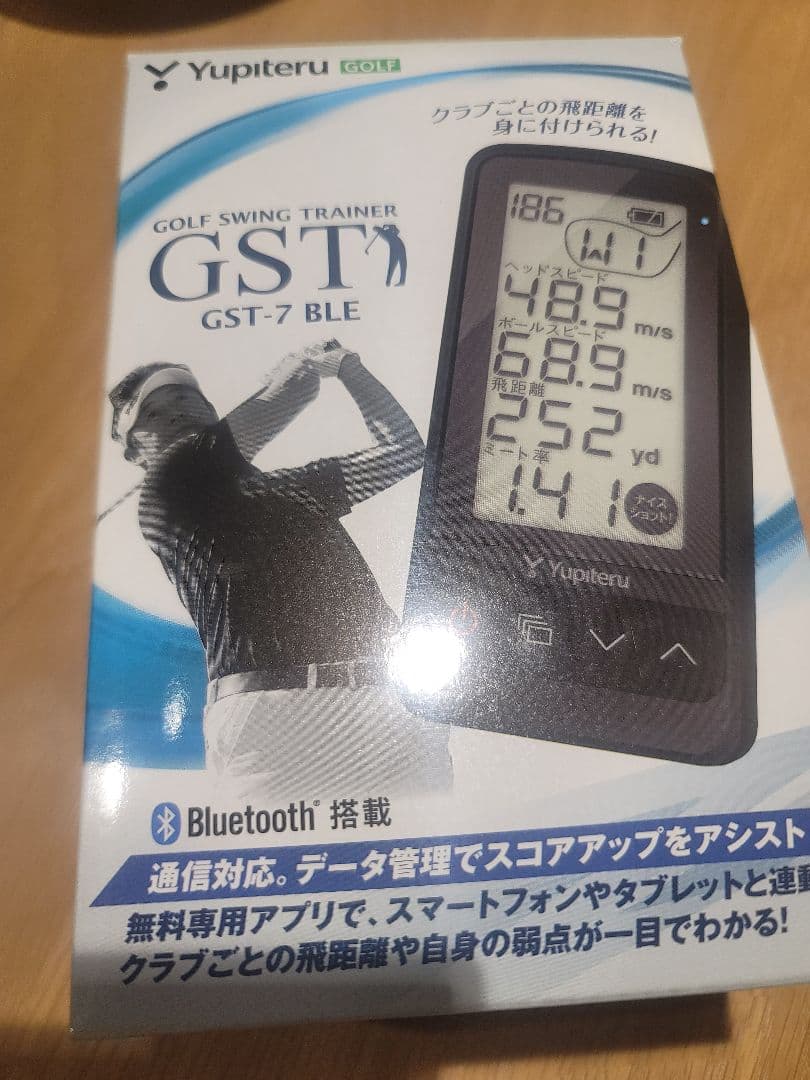 Yupiteru GOLF
クラブごとの飛距離を
身に付けられる!
GOLF SWING TRAINER
GST
GST-7 BLE
186
W1
ヘッドスピード
48.9 m/s
ボールスピード
68.9 m/s
飛距離
252 yd
ミート率
1.41
ナイス
ショット!
Yupiteru
Bluetooth® 搭載
通信対応。データ管理でスコアアップをアシスト
無料専用アプリで、スマートフォンやタブレットと連動
クラブごとの飛距離や自身の弱点が一目でわかる!